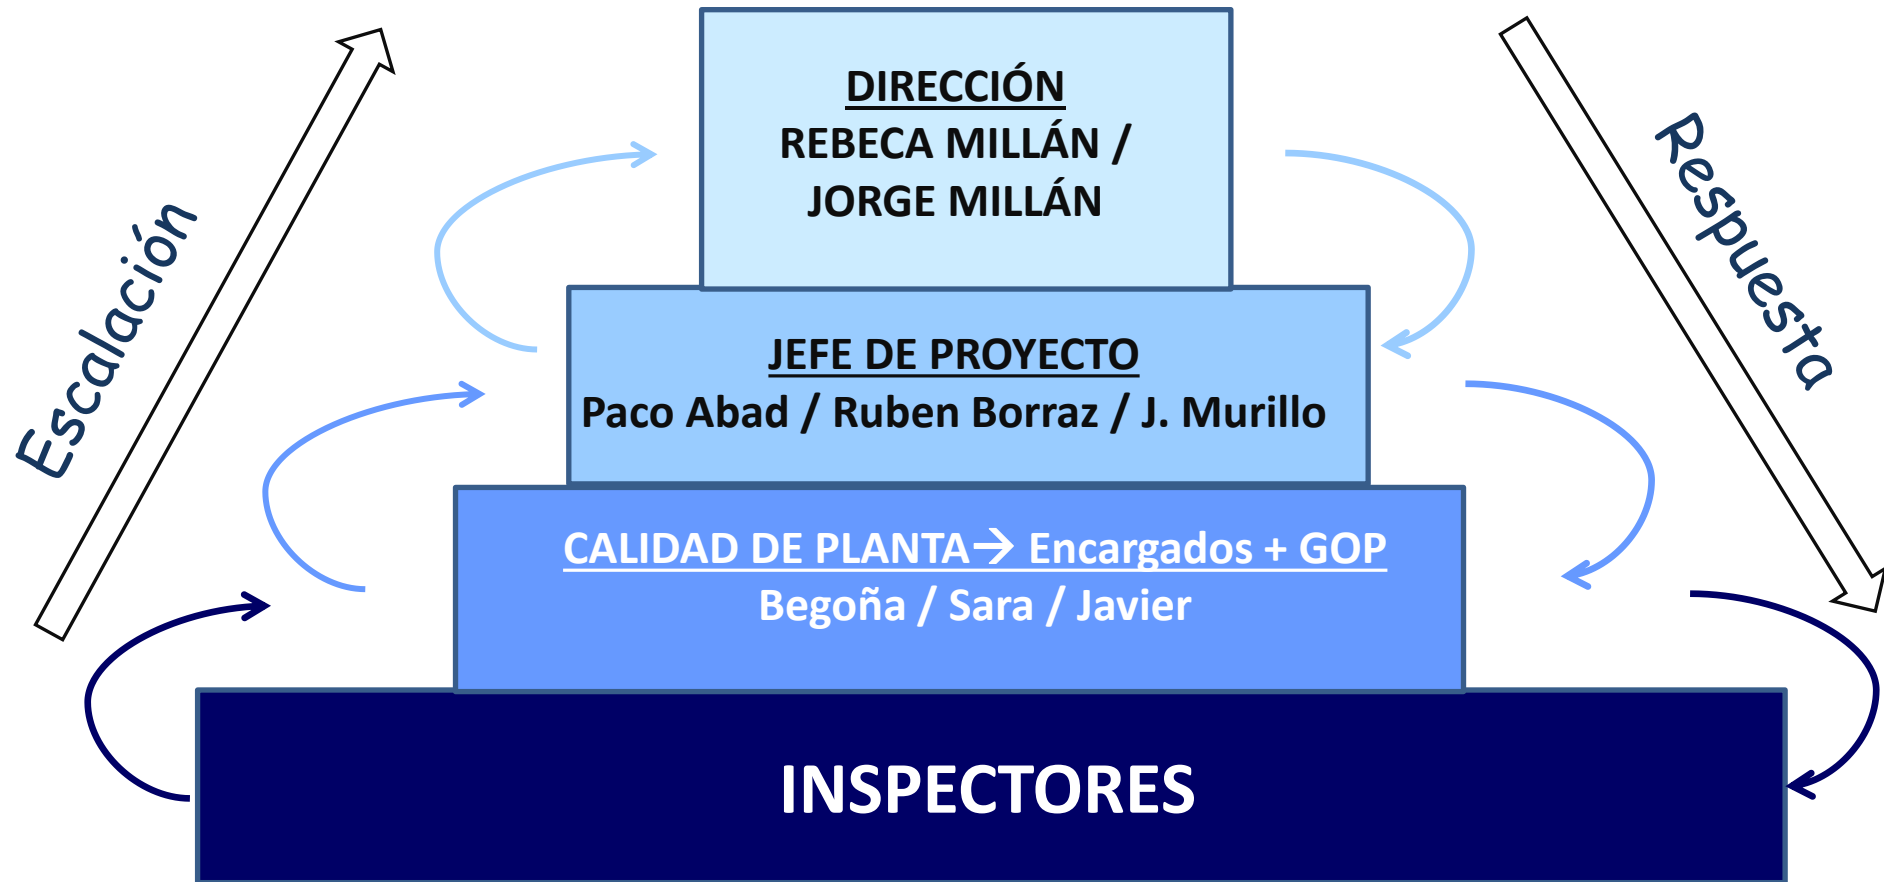 DIRECCIÓN
REBECA MILLÁN /
JORGE MILLÁN
Escalación
Respuesta
JEFE DE PROYECTO
Paco Abad / Ruben Borraz / J. Murillo
CALIDAD DE PLANTA→ Encargados + GOP
Begoña / Sara / Javier
INSPECTORES